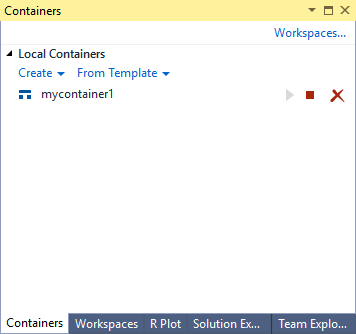 Containers
Workspaces...
Local Containers
Create From Template
mycontainer1
Containers Workspaces R Plot Solution Ex... Team Explo...